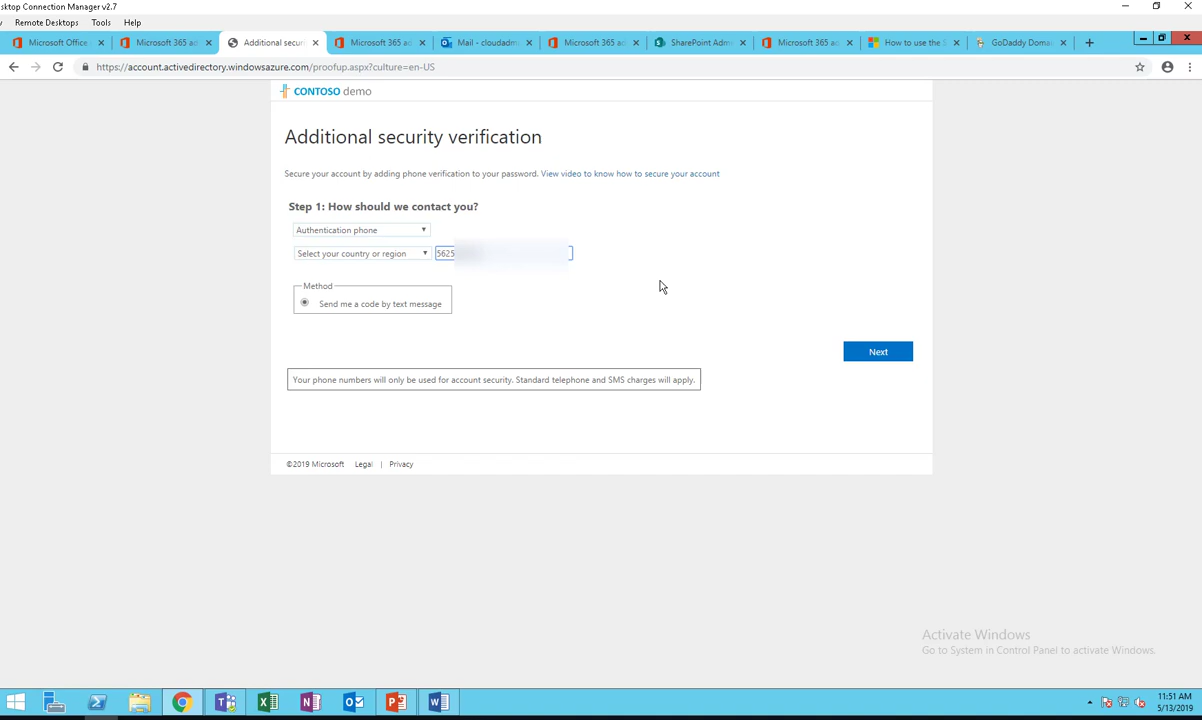 sktop Connection Manager v2.7
Remote Desktops Tools Help
Microsoft Office
Microsoft 365 ad
Additional securi
Microsoft 365 ad
Mail - cloudadm
Microsoft 365 ad
SharePoint Admi
Microsoft 365 ad
How to use the S
GoDaddy Domai
https://account.activedirectory.windowsazure.com/proofup.aspx?culture=en-US
CONTOSO demo
Additional security verification
Secure your account by adding phone verification to your password. View video to know how to secure your account
Step 1: How should we contact you?
Authentication phone
Select your country or region 5625
Method
Send me a code by text message
Next
Your phone numbers will only be used for account security. Standard telephone and SMS charges will apply.
©2019 Microsoft Legal | Privacy
Activate Windows
Go to System in Control Panel to activate Windows.
11:51 AM
5/13/2019